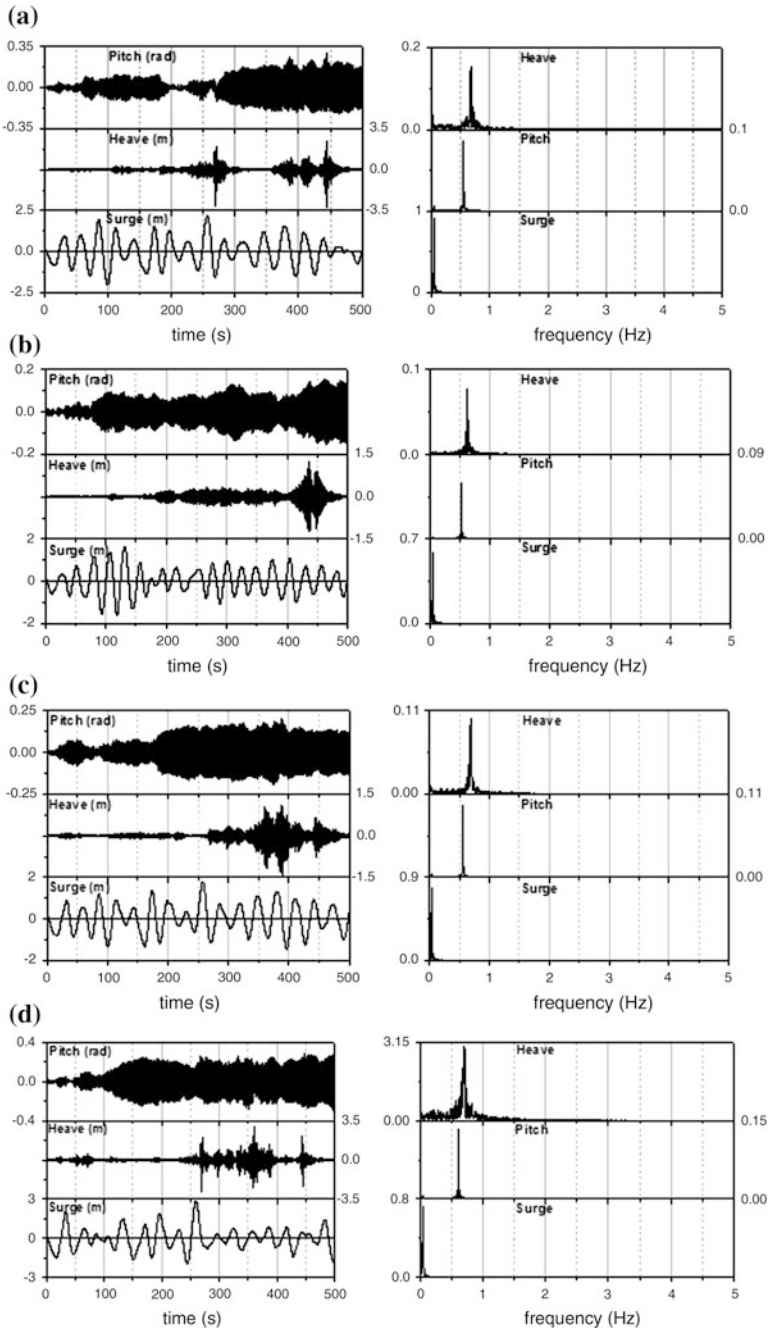 (a)
0.35
Pitch (rad)
0.00
-0.35
3.5
Heave (m)
0.0
-3.5
2.5
Surge (m)
0.0
-2.5
0 100 200 300 400 500
time (s)
0.2
Heave
0.0
0.1
Pitch
0.0
1
Surge
0
0 1 2 3 4 5
frequency (Hz)
(b)
0.2
Pitch (rad)
0.0
-0.2
1.5
Heave (m)
0.0
-1.5
2
Surge (m)
0
-2
0 100 200 300 400 500
time (s)
0.1
Heave
0.0
0.09
Pitch
0.00
0.7
Surge
0.0
0 1 2 3 4 5
frequency (Hz)
(c)
0.25
Pitch (rad)
0.00
-0.25
1.5
Heave (m)
0.0
-1.5
2
Surge (m)
0
-2
0 100 200 300 400 500
time (s)
0.11
Heave
0.00
0.11
Pitch
0.00
0.9
Surge
0.0
0 1 2 3 4 5
frequency (Hz)
(d)
0.4
Pitch (rad)
0.0
-0.4
3.5
Heave (m)
0.0
-3.5
3
Surge (m)
0
-3
0 100 200 300 400 500
time (s)
3.15
Heave
0.00
0.15
Pitch
0.00
0.8
Surge
0.0
0 1 2 3 4 5
frequency (Hz)